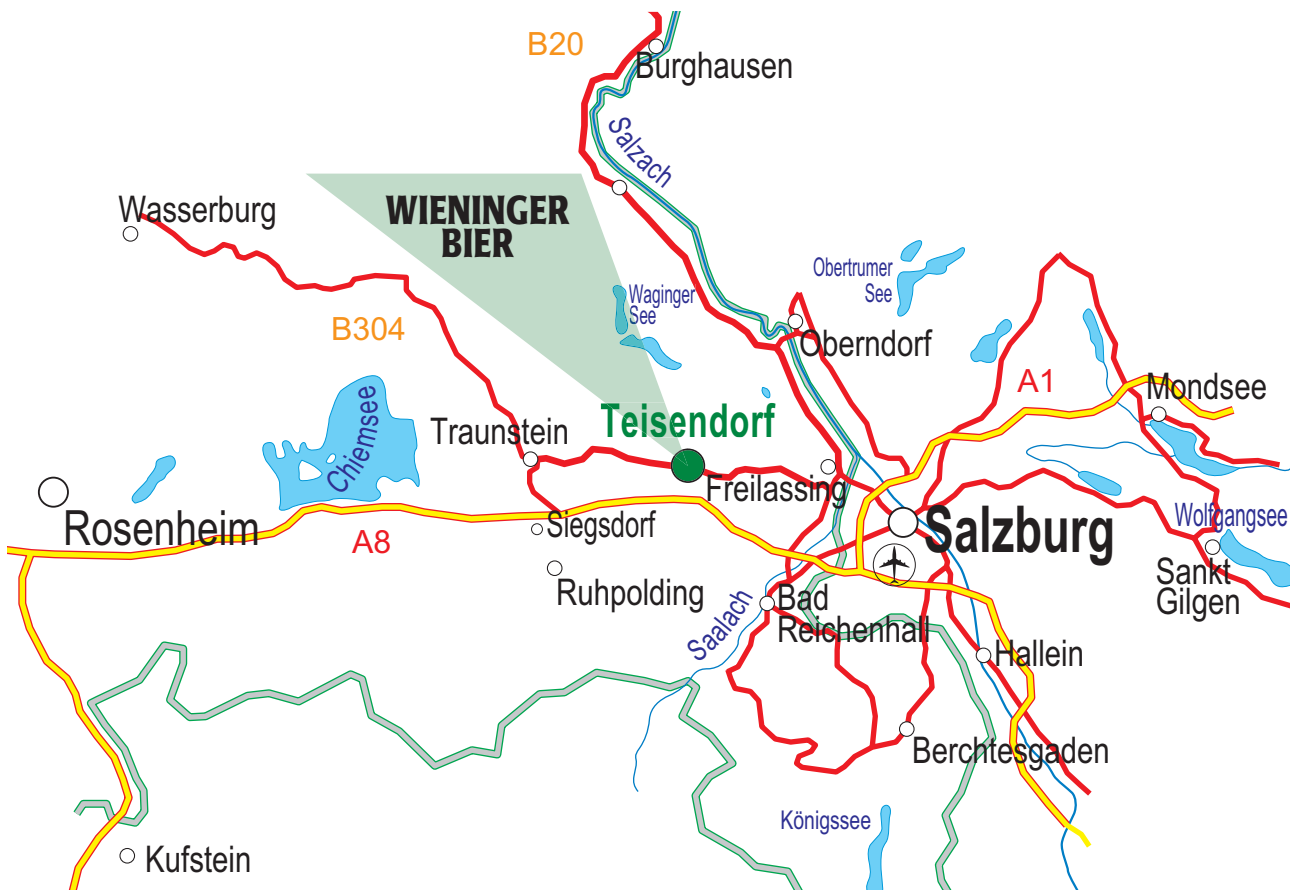 B20
Burghausen
Salzach
Wasserburg
WIENINGER
BIER
Obertrumer
See
Waginger
See
B304
Oberndorf
A1
Mondsee
Chiemsee
Traunstein
Teisendorf
Freilassing
Rosenheim
A8
Siegsdorf
Salzburg
Wolfgangsee
Ruhpolding
Saalach
Bad
Reichenhall
Sankt
Gilgen
Hallein
Berchtesgaden
Königssee
Kufstein